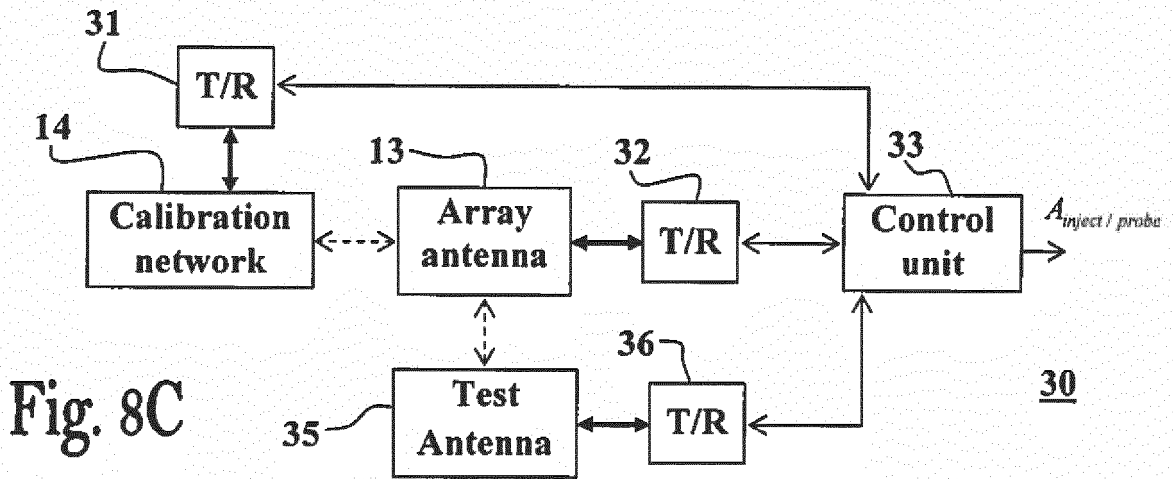 31
T/R
14
13
32
33
Calibration
network
Array
antenna
T/R
Control
unit
A inject / probe
36
30
Fig. 8C
35
Test
Antenna
T/R